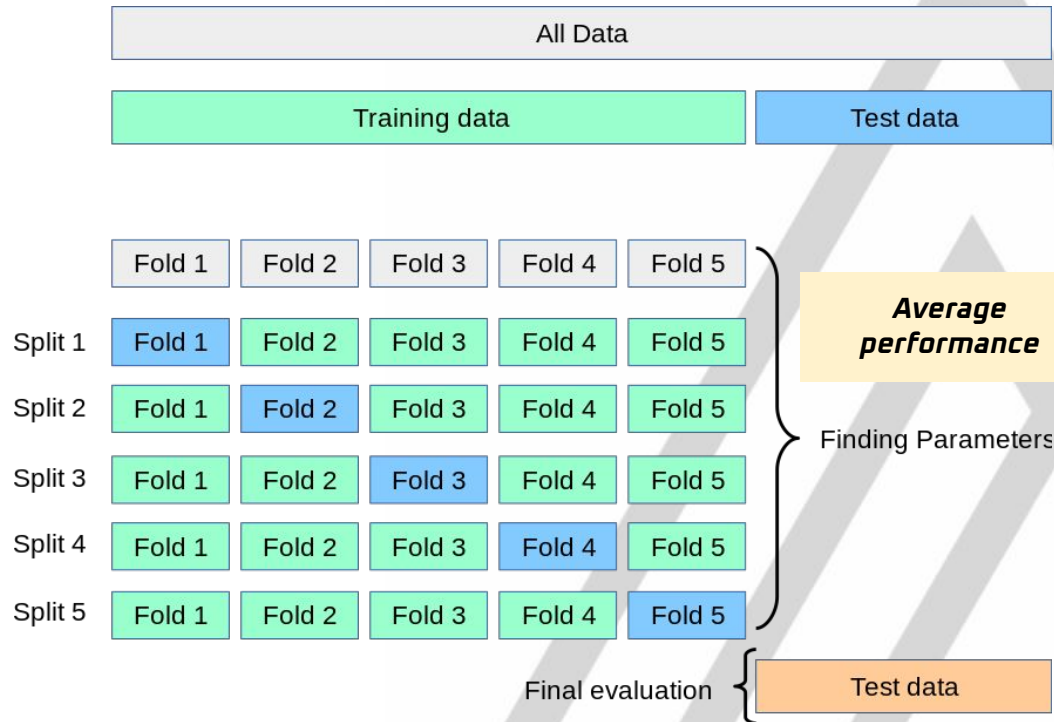 All Data
Training data Test data
Fold 1 Fold 2 Fold 3 Fold 4 Fold 5
Split 1 Fold 1 Fold 2 Fold 3 Fold 4 Fold 5
Split 2 Fold 1 Fold 2 Fold 3 Fold 4 Fold 5
Split 3 Fold 1 Fold 2 Fold 3 Fold 4 Fold 5
Split 4 Fold 1 Fold 2 Fold 3 Fold 4 Fold 5
Split 5 Fold 1 Fold 2 Fold 3 Fold 4 Fold 5
Average
performance
Finding Parameters
Final evaluation Test data